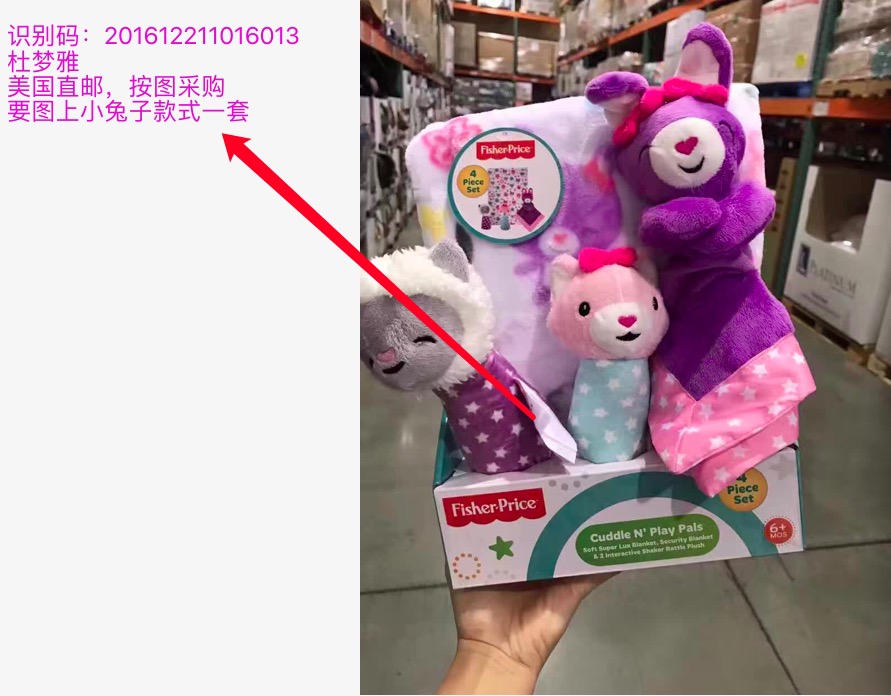 识别码：201612211016013
杜梦雅
美国直邮，按图采购
要图上小兔子款式一套
Fisher-Price
4
Piece
Set
Fisher-Price
4
Piece
Set
Cuddle N' Play Pals
Soft Super Lux Blanket, Security Blanket
& 2 Interactive Shaker Rattle Plush
6+
MOS
PLATINUM